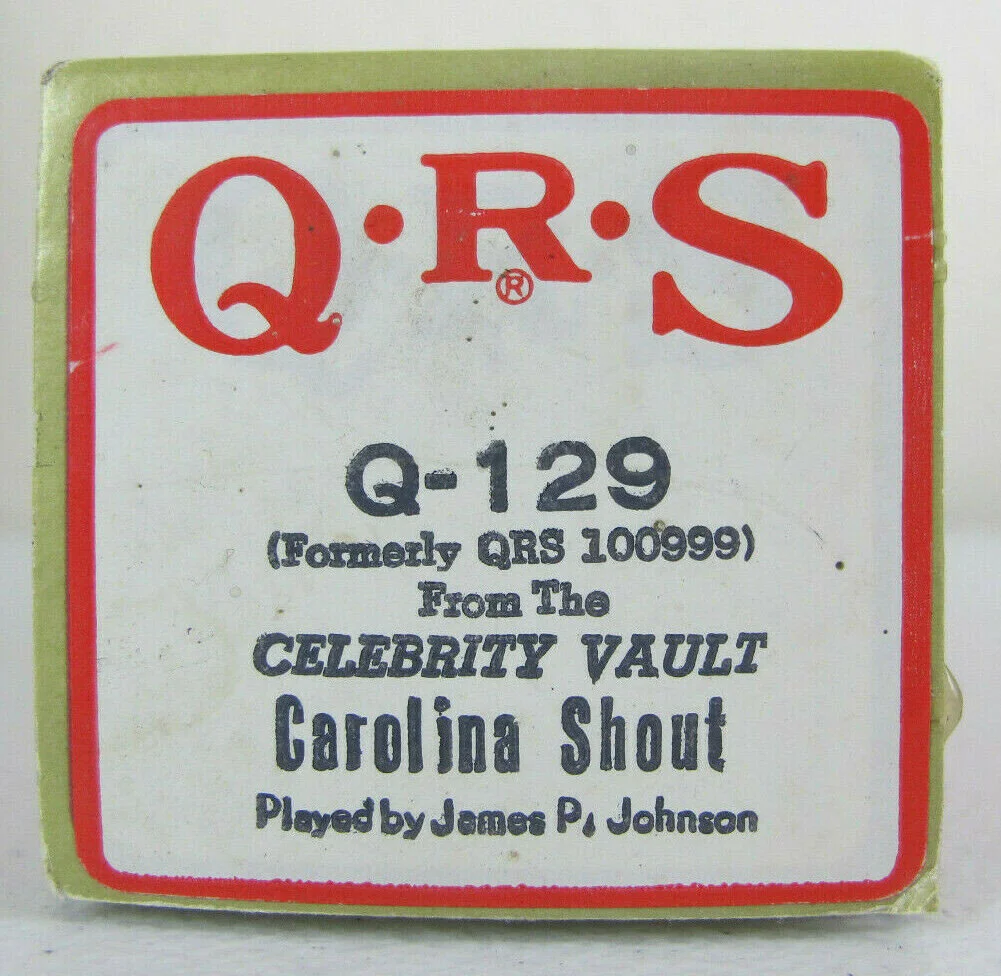 Q·R·S
®
Q-129
(Formerly QRS 100999)
From The
CELEBRITY VAULT
Carolina Shout
Played by James P. Johnson